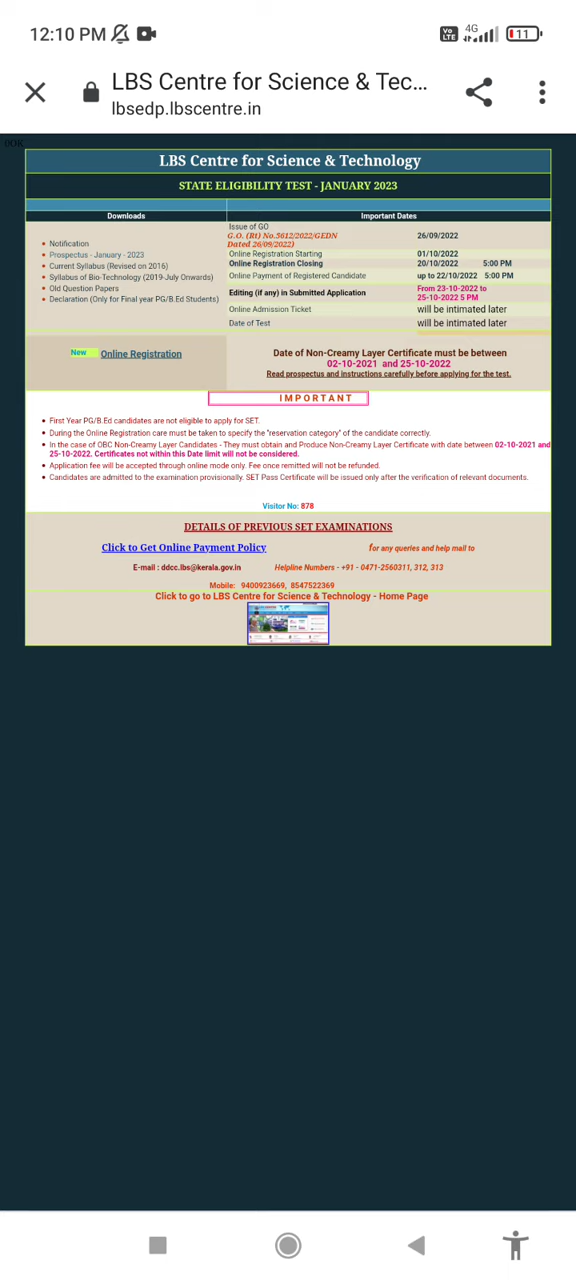 12:10 PM
Vo LTE 4G 11
LBS Centre for Science & Tec...
lbsedp.lbscentre.in
LBS Centre for Science & Technology
STATE ELIGIBILITY TEST - JANUARY 2023
Downloads
Important Dates
Notification
Prospectus - January - 2023
Current Syllabus (Revised on 2016)
Syllabus of Bio-Technology (2019-July Onwards)
Old Question Papers
Declaration (Only for Final year PG/B.Ed Students)
Issue of GO
G.O. (Rt) No.5612/2022/GEDN
Dated 26/09/2022)
26/09/2022
Online Registration Starting 01/10/2022
Online Registration Closing 20/10/2022 5:00 PM
Online Payment of Registered Candidate up to 22/10/2022 5:00 PM
Editing (if any) in Submitted Application From 23-10-2022 to
25-10-2022 5 PM
Online Admission Ticket will be intimated later
Date of Test will be intimated later
New Online Registration
Date of Non-Creamy Layer Certificate must be between
02-10-2021 and 25-10-2022
Read prospectus and instructions carefully before applying for the test.
I M P O R T A N T
First Year PG/B.Ed candidates are not eligible to apply for SET.
During the Online Registration care must be taken to specify the "reservation category" of the candidate correctly.
In the case of OBC Non-Creamy Layer Candidates - They must obtain and Produce Non-Creamy Layer Certificate with date between 02-10-2021 and
25-10-2022. Certificates not within this Date limit will not be considered.
Application fee will be accepted through online mode only. Fee once remitted will not be refunded.
Candidates are admitted to the examination provisionally. SET Pass Certificate will be issued only after the verification of relevant documents.
Visitor No: 878
DETAILS OF PREVIOUS SET EXAMINATIONS
Click to Get Online Payment Policy
for any queries and help mail to
E-mail : ddcc.lbs@kerala.gov.in Helpline Numbers - +91 - 0471-2560311, 312, 313
Mobile: 9400923669, 8547522369
Click to go to LBS Centre for Science & Technology - Home Page